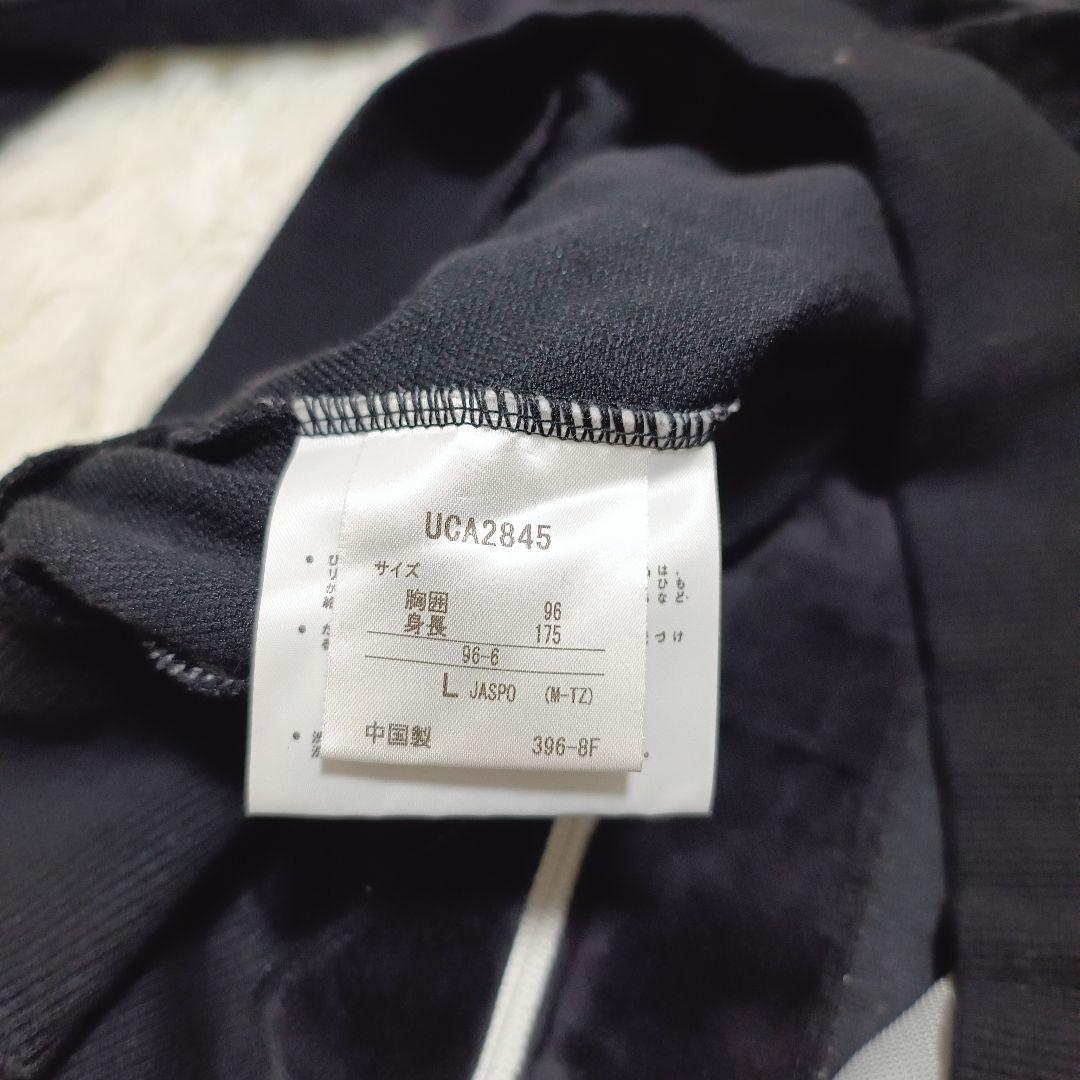 UCA2845
サイズ
胸囲 96
身長 175
96-6
L JASPO (M-TZ)
中国製 396-8F